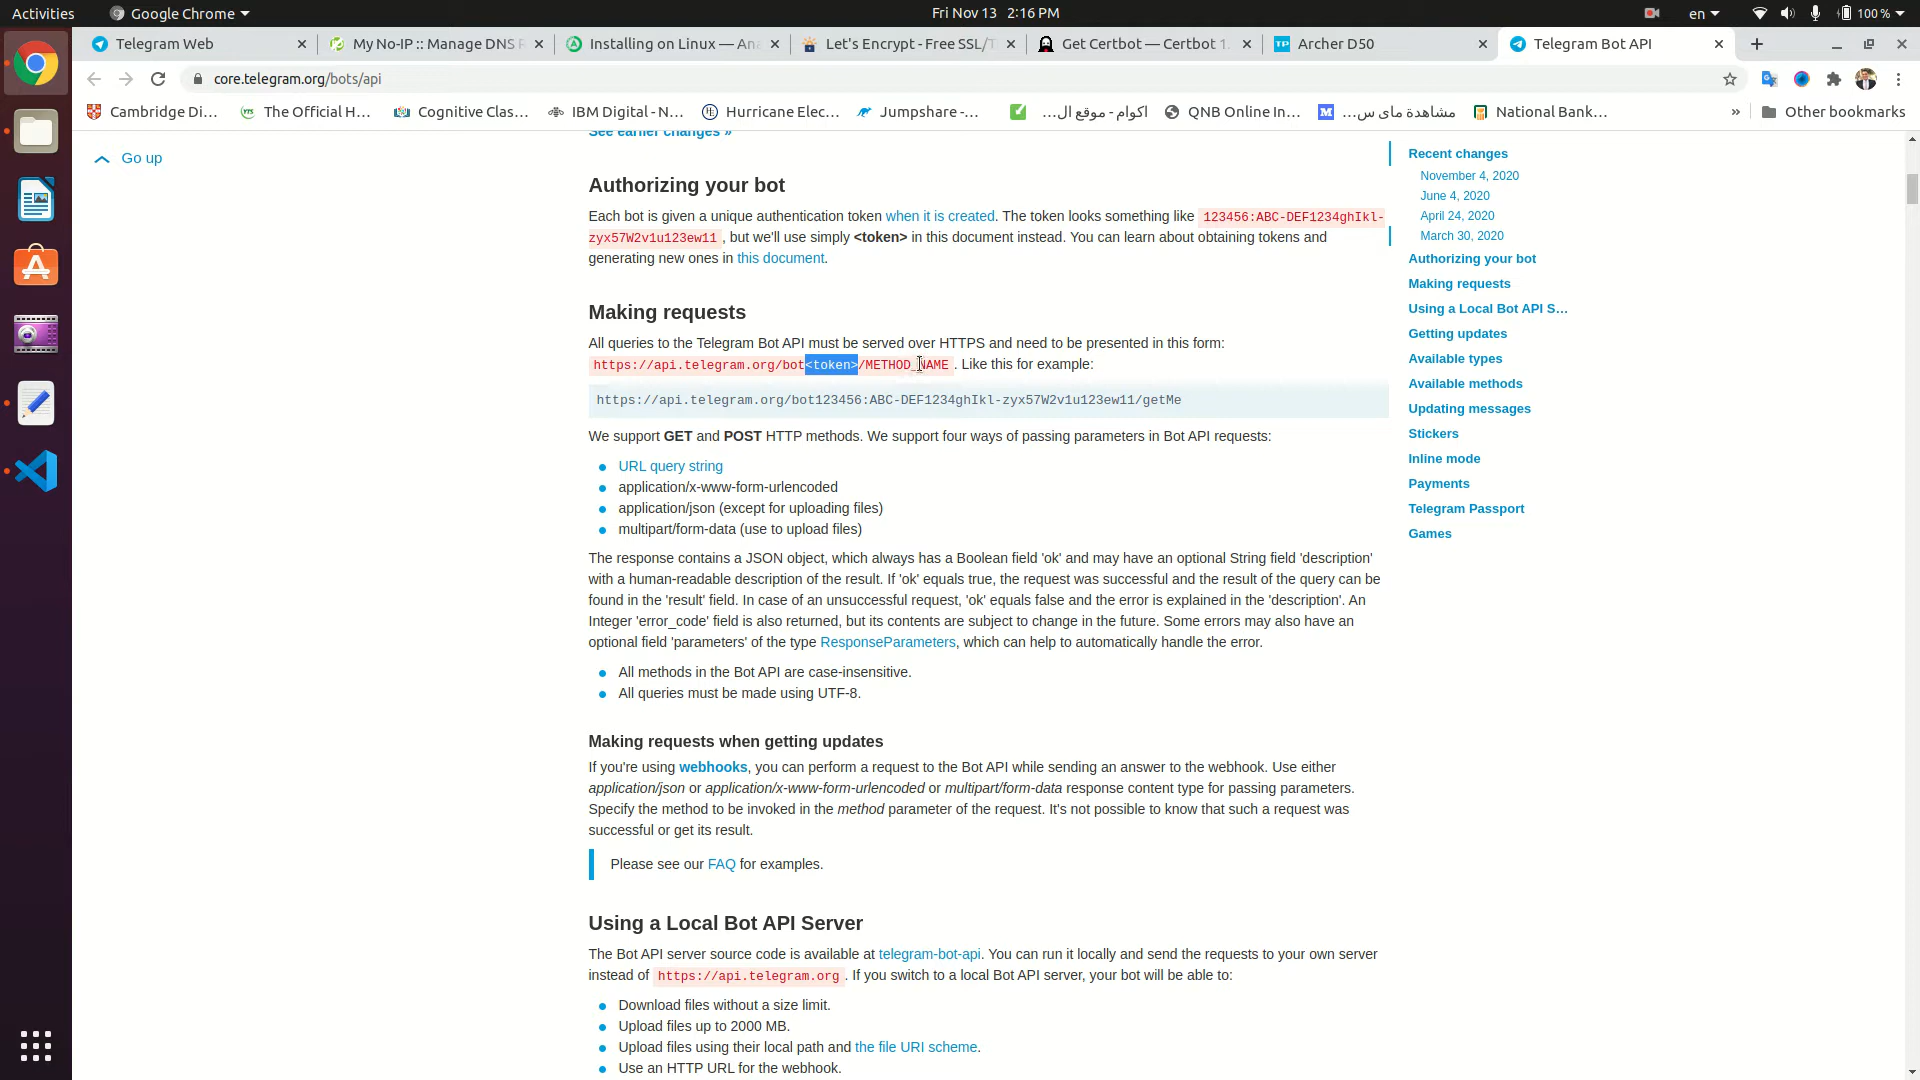 Activities
Google Chrome
Fri Nov 13 2:16 PM
en
100 %
Telegram Web
My No-IP :: Manage DNS
Installing on Linux — Ana
Let's Encrypt - Free SSL/T
Get Certbot — Certbot 1.
Archer D50
Telegram Bot API
core.telegram.org/bots/api
Cambridge Di...
The Official H...
Cognitive Clas...
IBM Digital - N...
Hurricane Elec...
Jumpshare -...
اكوام - موقع ال...
QNB Online In...
مشاهدة ماى س...
National Bank...
»
Other bookmarks
See earlier changes »
Go up
Authorizing your bot
Each bot is given a unique authentication token when it is created. The token looks something like 123456:ABC-DEF1234ghIkl-
zyx57W2v1u123ew11, but we'll use simply <token> in this document instead. You can learn about obtaining tokens and
generating new ones in this document.
Making requests
All queries to the Telegram Bot API must be served over HTTPS and need to be presented in this form:
https://api.telegram.org/bot<token>/METHOD_NAME. Like this for example:
https://api.telegram.org/bot123456:ABC-DEF1234ghIkl-zyx57W2v1u123ew11/getMe
We support GET and POST HTTP methods. We support four ways of passing parameters in Bot API requests:
URL query string
application/x-www-form-urlencoded
application/json (except for uploading files)
multipart/form-data (use to upload files)
The response contains a JSON object, which always has a Boolean field 'ok' and may have an optional String field 'description'
with a human-readable description of the result. If 'ok' equals true, the request was successful and the result of the query can be
found in the 'result' field. In case of an unsuccessful request, 'ok' equals false and the error is explained in the 'description'. An
Integer 'error_code' field is also returned, but its contents are subject to change in the future. Some errors may also have an
optional field 'parameters' of the type ResponseParameters, which can help to automatically handle the error.
All methods in the Bot API are case-insensitive.
All queries must be made using UTF-8.
Making requests when getting updates
If you're using webhooks, you can perform a request to the Bot API while sending an answer to the webhook. Use either
application/json or application/x-www-form-urlencoded or multipart/form-data response content type for passing parameters.
Specify the method to be invoked in the method parameter of the request. It's not possible to know that such a request was
successful or get its result.
Please see our FAQ for examples.
Using a Local Bot API Server
The Bot API server source code is available at telegram-bot-api. You can run it locally and send the requests to your own server
instead of https://api.telegram.org. If you switch to a local Bot API server, your bot will be able to:
Download files without a size limit.
Upload files up to 2000 MB.
Upload files using their local path and the file URI scheme.
Use an HTTP URL for the webhook.
Recent changes
November 4, 2020
June 4, 2020
April 24, 2020
March 30, 2020
Authorizing your bot
Making requests
Using a Local Bot API S...
Getting updates
Available types
Available methods
Updating messages
Stickers
Inline mode
Payments
Telegram Passport
Games